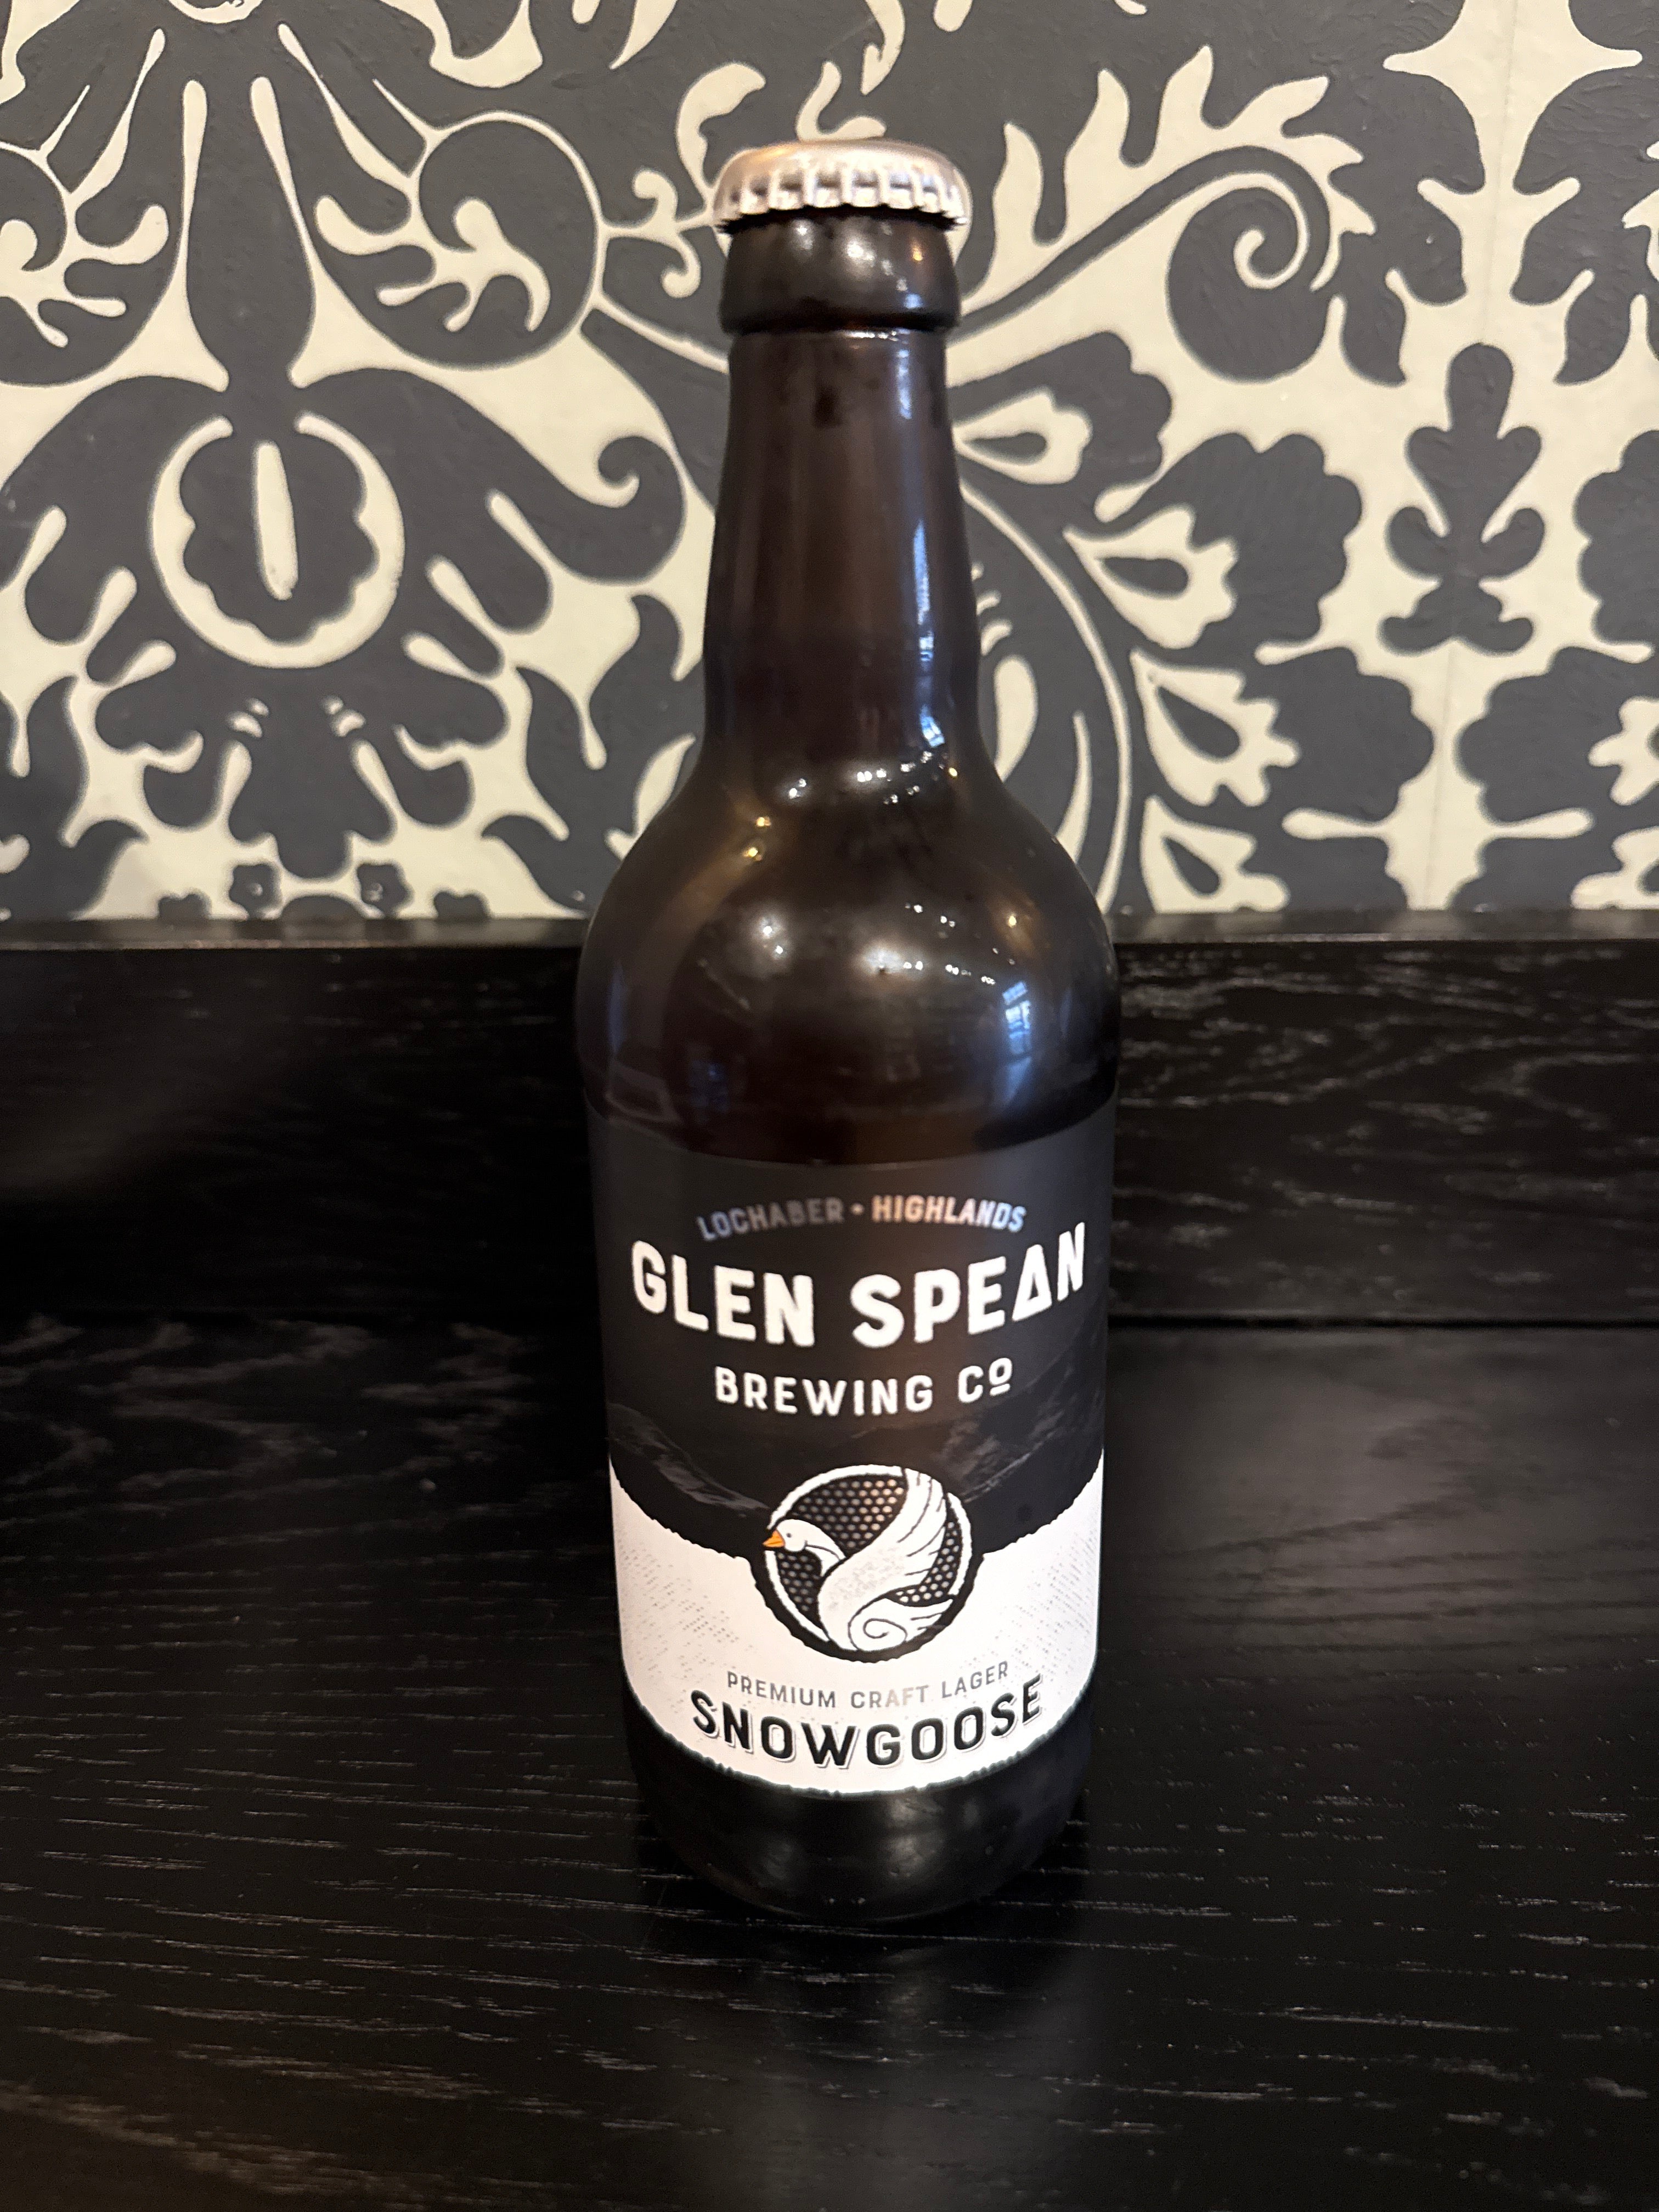 LOCHABER • HIGHLANDS
GLEN SPEAN
BREWING Cº
PREMIUM CRAFT LAGER
SNOWGOOSE